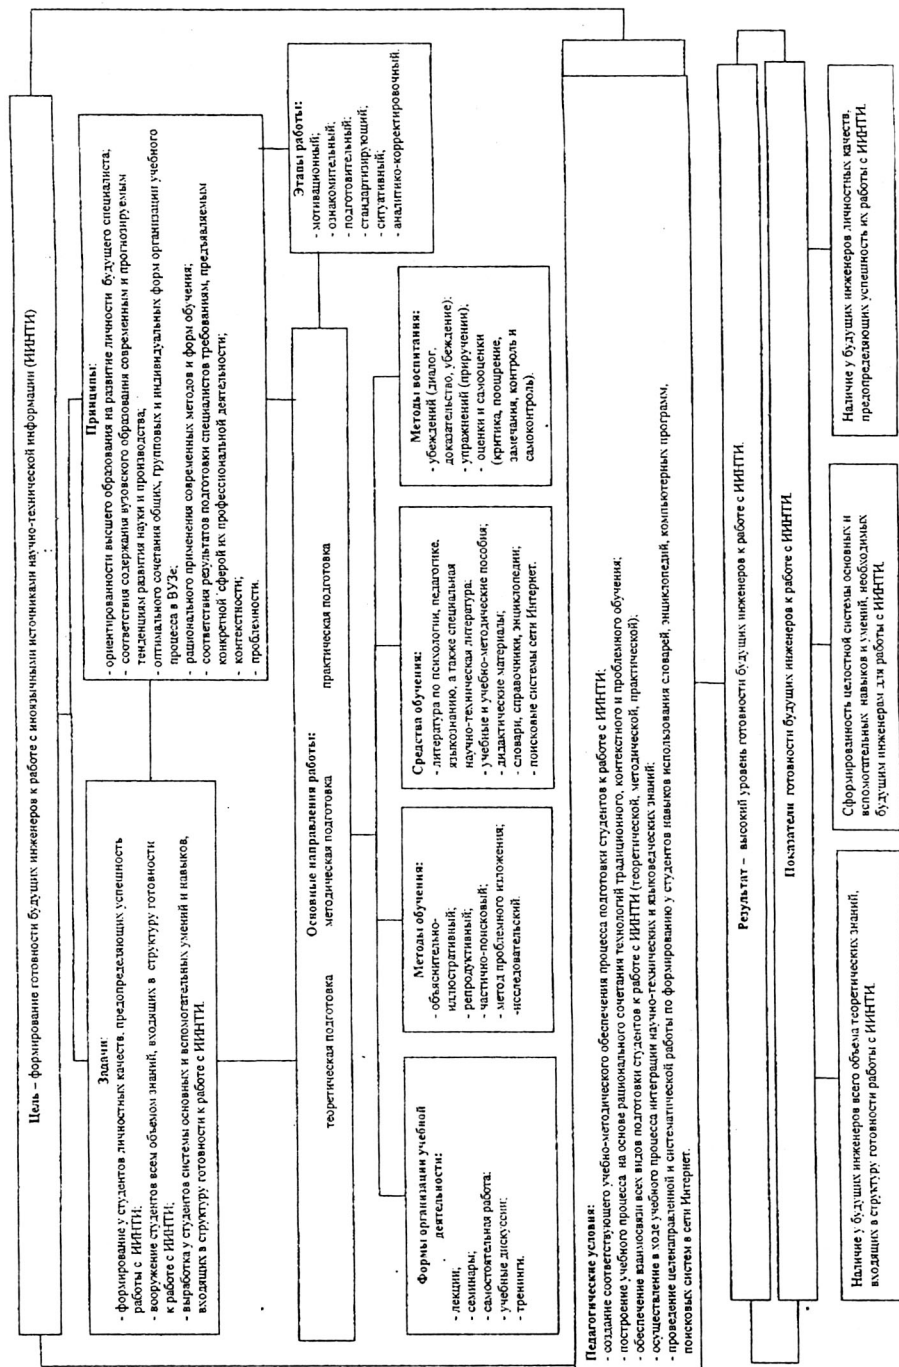 Цель – формирование готовности будущих инженеров к работе с иноязычными источниками научно-технической информации (ИИНТИ)
Задачи:
- формирование у студентов личностных качеств, предопределяющих успешность
работы с ИИНТИ;
- вооружение студентов всем объемом знаний, входящих в структуру готовности
к работе с ИИНТИ;
- выработка у студентов системы основных и вспомогательных умений и навыков,
входящих в структуру готовности к работе с ИИНТИ.
Принципы:
- ориентированности высшего образования на развитие личности будущего специалиста;
- соответствия содержания вузовского образования современным и прогнозируемым
тенденциям развития науки и производства;
- оптимального сочетания общих, групповых и индивидуальных форм организации учебного
процесса в ВУЗе;
- рационального применения современных методов и форм обучения;
- соответствия результатов подготовки специалистов требованиям, предъявляемым
конкретной сферой их профессиональной деятельности;
- контекстности;
- проблемности.
Этапы работы:
- мотивационный;
- ознакомительный;
- подготовительный;
- стандартизирующий;
- ситуативный;
- аналитико-корректировочный.
Основные направления работы:
теоретическая подготовка методическая подготовка практическая подготовка
Формы организации учебной
деятельности:
- лекции;
- семинары;
- самостоятельная работа;
- учебные дискуссии;
- тренинги.
Методы обучения:
- объяснительно-
иллюстративный;
- репродуктивный;
- частично-поисковый;
- метод проблемного изложения;
-исследовательский.
Средства обучения:
- литература по психологии, педагогике,
языкознанию, а также специальная
научно-техническая литература;
- учебные и учебно-методические пособия;
- дидактические материалы;
- словари, справочники, энциклопедии;
- поисковые системы сети Интернет.
Методы воспитания:
- убеждений (диалог,
доказательство, убеждение);
- упражнений (приручении),
- оценки и самооценки
(критика, поощрение,
замечания, контроль и
самоконтроль).
Педагогические условия:
- создание соответствующего учебно-методического обеспечения процесса подготовки студентов к работе с ИИНТИ;
- построение учебного процесса на основе рационального сочетания технологий традиционного, контекстного и проблемного обучения;
- обеспечение взаимосвязи всех видов подготовки студентов к работе с ИИНТИ (теоретической, методической, практической);
- осуществление в ходе учебного процесса интеграции научно-технических и языковедческих знаний;
- проведение целенаправленной и систематической работы по формированию у студентов навыков использования словарей, энциклопедий, компьютерных программ,
поисковых систем в сети Интернет.
Результат – высокий уровень готовности будущих инженеров к работе с ИИНТИ.
Показатели готовности будущих инженеров к работе с ИИНТИ.
Наличие у будущих инженеров всего объема теоретических знаний,
входящих в структуру готовности работы с ИИНТИ.
Сформированность целостной системы основных и
вспомогательных навыков и умений, необходимых
будущим инженерам для работы с ИИНТИ.
Наличие у будущих инженеров личностных качеств,
предопределяющих успешность их работы с ИИНТИ.